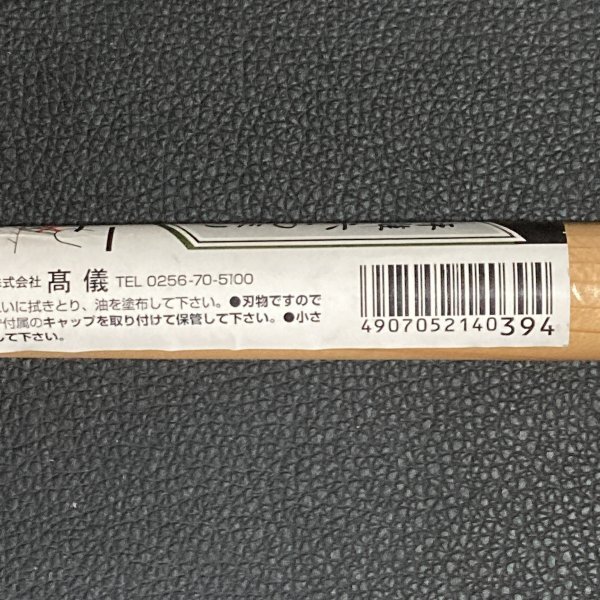 株式会社 髙儀 TEL 0256-70-5100
いに拭きとり、油を塗布して下さい。●刃物ですので
付属のキャップを取り付けて保管して下さい。●小さ
して下さい。
4907052140394